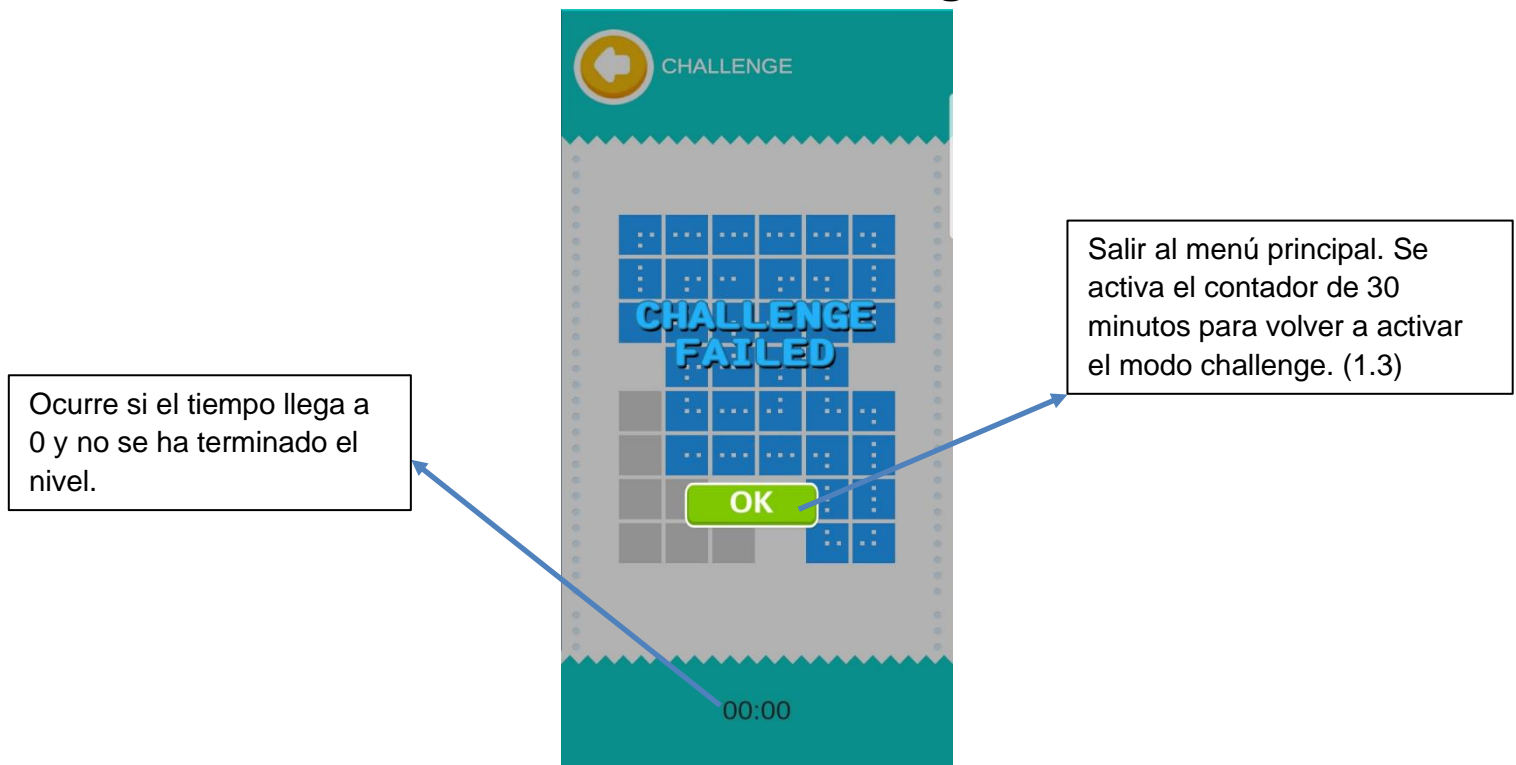 CHALLENGE
CHALLENGE
FAILED
OK
00:00
Ocurre si el tiempo llega a
0 y no se ha terminado el
nivel.
Salir al menú principal. Se
activa el contador de 30
minutos para volver a activar
el modo challenge. (1.3)